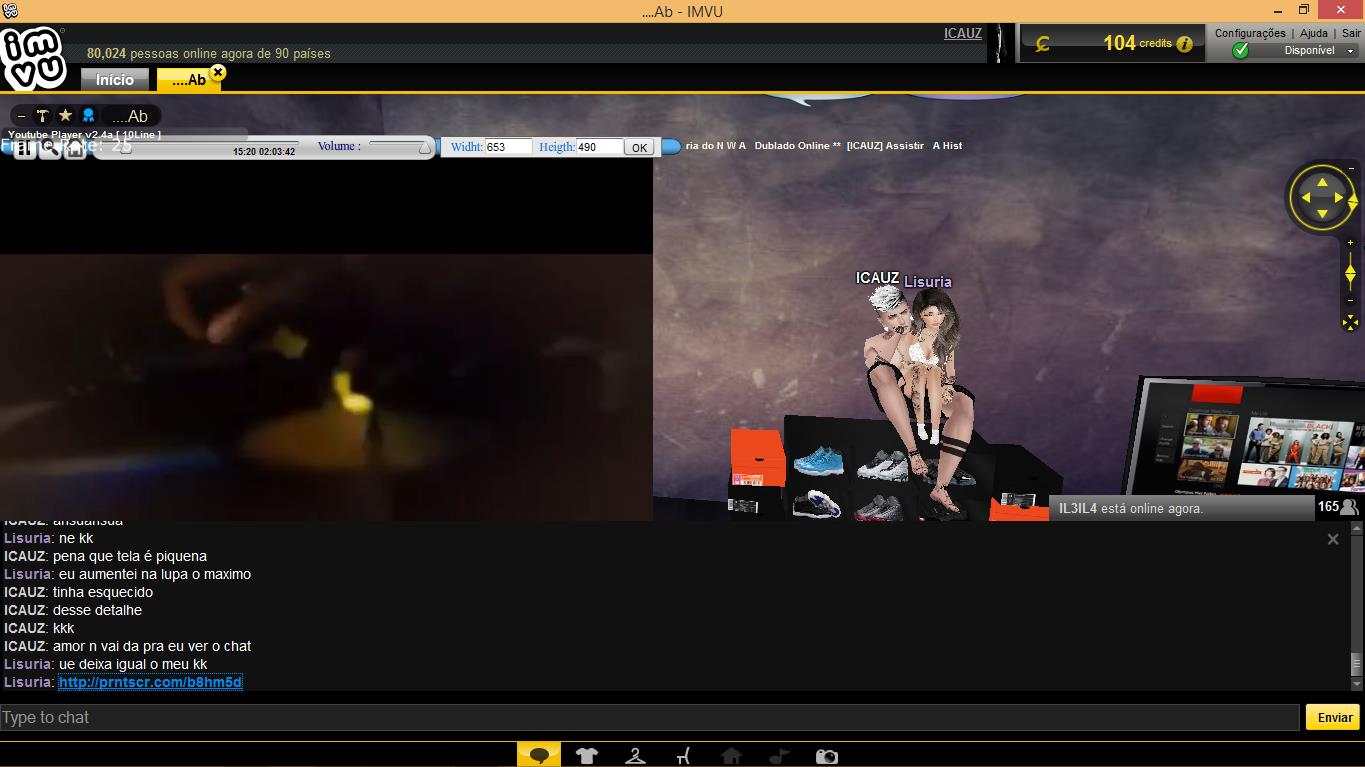 ....Ab - IMVU
imvu
80,024 pessoas online agora de 90 países
ICAUZ
104 credits
Configurações | Ajuda | Sair
Disponível
Início
....Ab
....Ab
Youtube Player v2.4a [ 10Line ]
Frame Rate: 25
15:20 02:03:42
Volume :
Widht: 653
Heigth: 490
OK
ria do N W A Dublado Online ** [ICAUZ] Assistir A Hist
ICAUZ
Lisuria
IL3IL4 está online agora.
165
ICAUZ: ahsuahsua
Lisuria: ne kk
ICAUZ: pena que tela é piquena
Lisuria: eu aumentei na lupa o maximo
ICAUZ: tinha esquecido
ICAUZ: desse detalhe
ICAUZ: kkk
ICAUZ: amor n vai da pra eu ver o chat
Lisuria: ue deixa igual o meu kk
Lisuria: http://prntscr.com/b8hm5d
Type to chat
Enviar